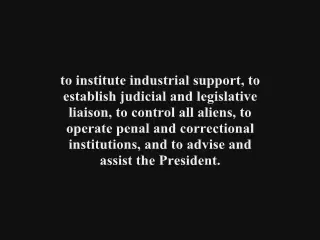 to institute industrial support, to
establish judicial and legislative
liaison, to control all aliens, to
operate penal and correctional
institutions, and to advise and
assist the President.